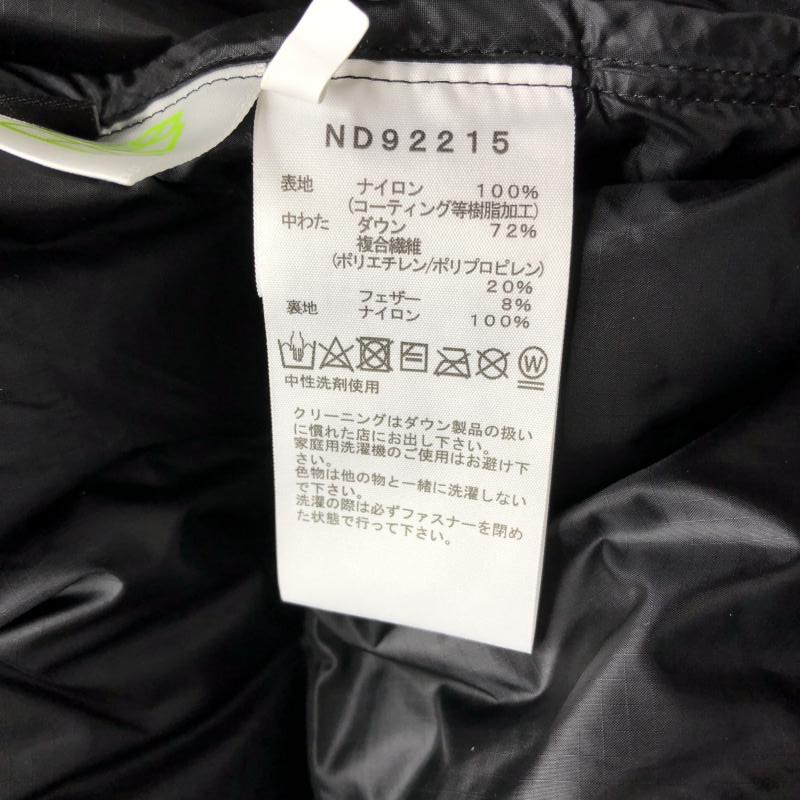 ND92215
表地 ナイロン 100%
(コーティング等樹脂加工)
中わた ダウン 72%
複合繊維
(ポリエチレン/ポリプロピレン)
20%
フェザー 8%
裏地 ナイロン 100%
W
中性洗剤使用
クリーニングはダウン製品の扱い
に慣れた店にお出し下さい。
家庭用洗濯機のご使用はお避け下
さい。
色物は他の物と一緒に洗濯しない
で下さい。
洗濯の際は必ずファスナーを閉め
た状態で行って下さい。